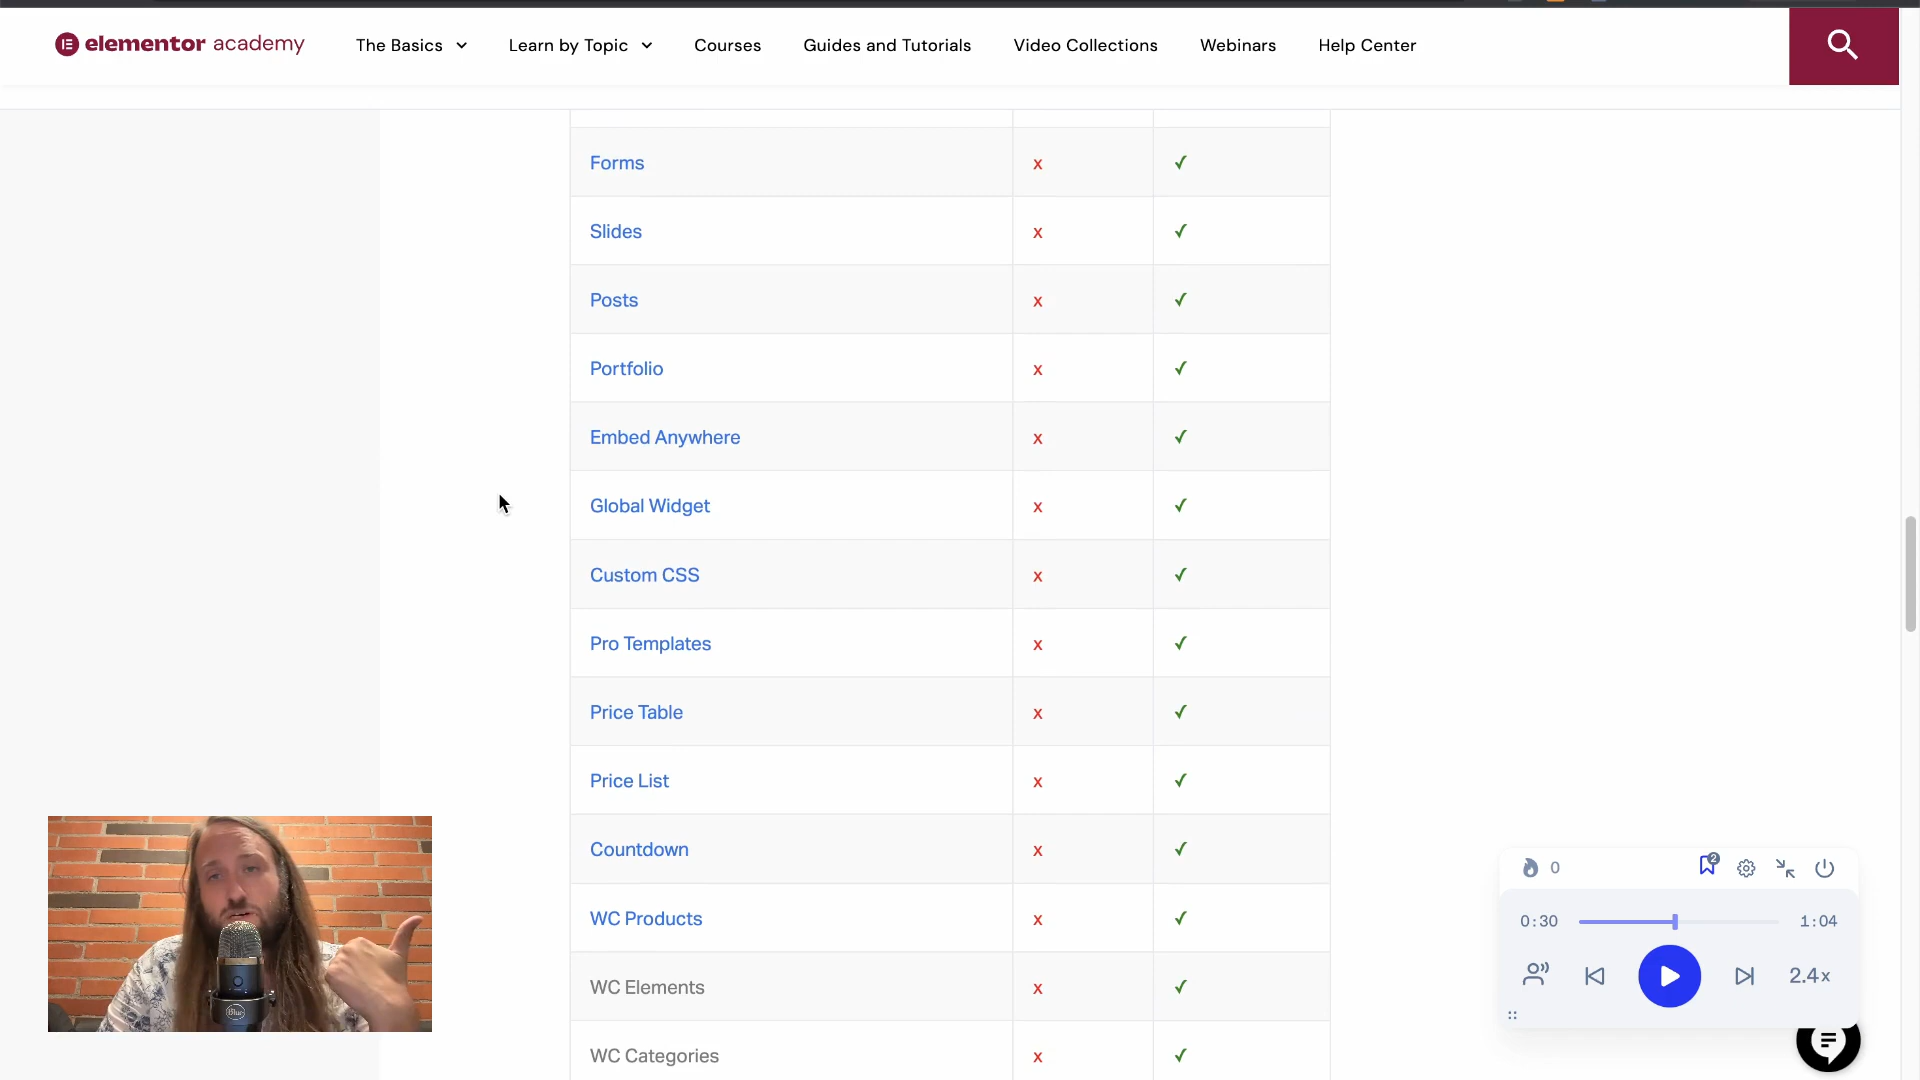 elementor academy
The Basics
Learn by Topic
Courses
Guides and Tutorials
Video Collections
Webinars
Help Center
Forms x ✓
Slides x ✓
Posts x ✓
Portfolio x ✓
Embed Anywhere x ✓
Global Widget x ✓
Custom CSS x ✓
Pro Templates x ✓
Price Table x ✓
Price List x ✓
Countdown x ✓
WC Products x ✓
WC Elements x ✓
WC Categories x ✓
Blue
0
2
0:30
1:04
2.4x